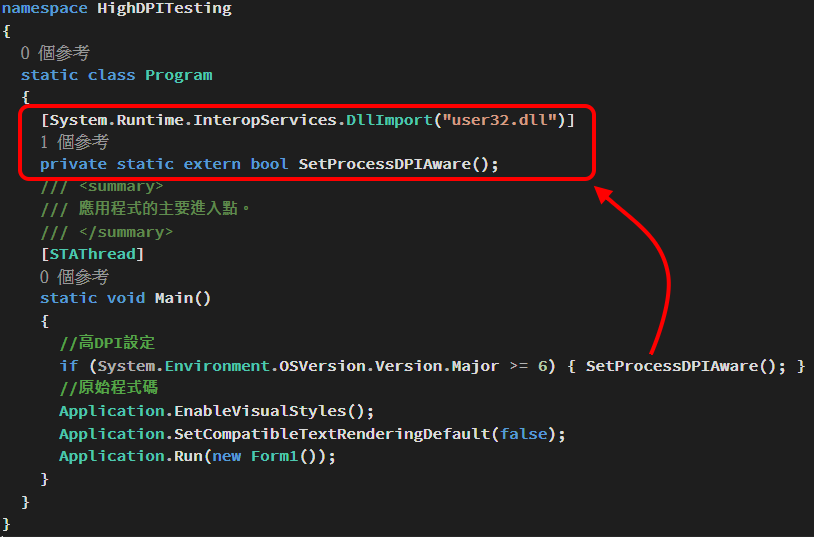 namespace HighDPITesting
{
0 個參考
static class Program
{
[System.Runtime.InteropServices.DllImport("user32.dll")]
1 個參考
private static extern bool SetProcessDPIAware();
/// <summary>
/// 應用程式的主要進入點。
/// </summary>
[STAThread]
0 個參考
static void Main()
{
//高DPI設定
if (System.Environment.OSVersion.Version.Major >= 6) { SetProcessDPIAware(); }
//原始程式碼
Application.EnableVisualStyles();
Application.SetCompatibleTextRenderingDefault(false);
Application.Run(new Form1());
}
}
}